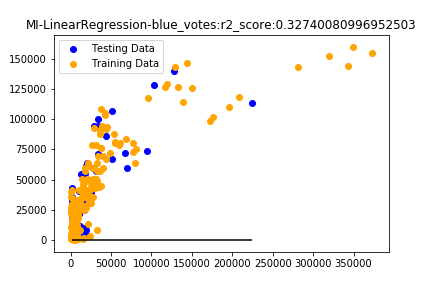 MI-LinearRegression-blue_votes:r2_score:0.32740080996952503
Testing Data
Training Data
150000
125000
100000
75000
50000
25000
0
0 50000 100000 150000 200000 250000 300000 350000